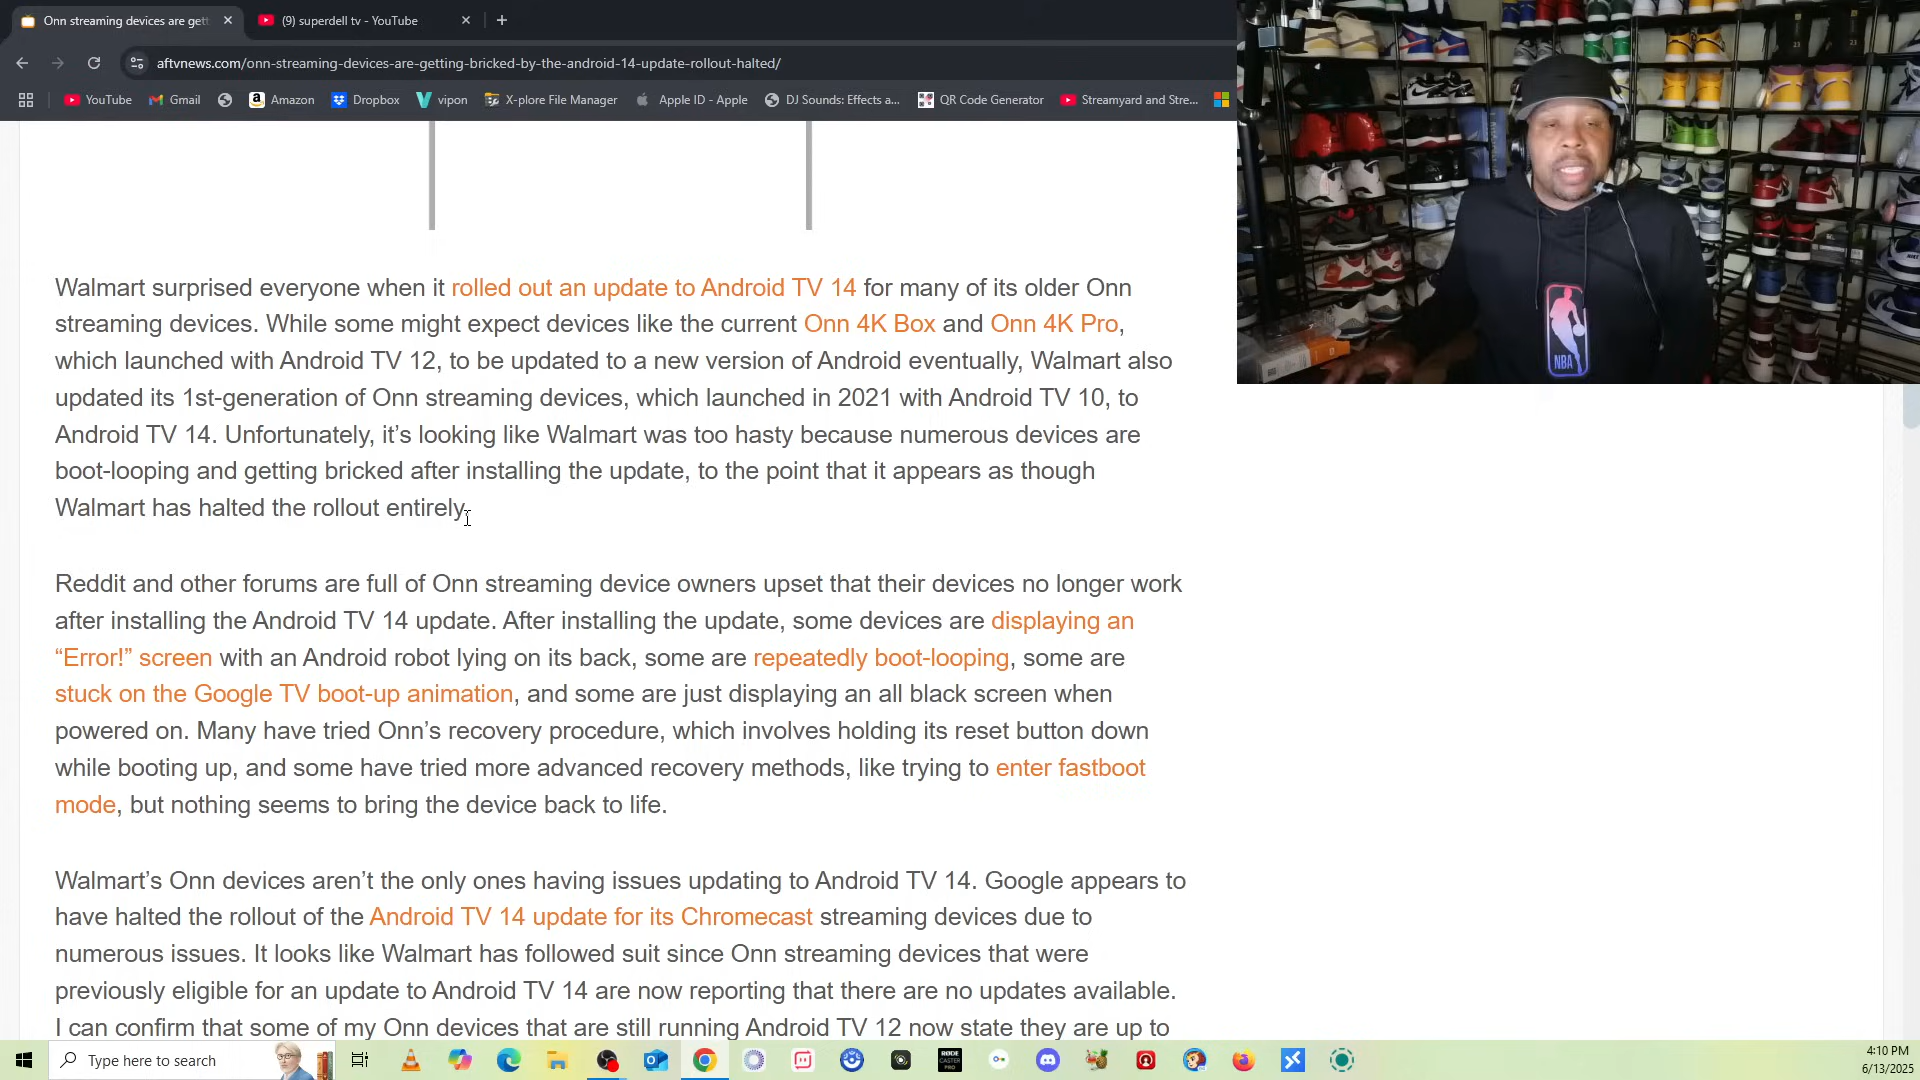 Onn streaming devices are gett
(9) superdell tv - YouTube
aftvnews.com/onn-streaming-devices-are-getting-bricked-by-the-android-14-update-rollout-halted/
YouTube Gmail Amazon Dropbox vipon X-plore File Manager Apple ID - Apple DJ Sounds: Effects a... QR Code Generator Streamyard and Stre...
Walmart surprised everyone when it rolled out an update to Android TV 14 for many of its older Onn
streaming devices. While some might expect devices like the current Onn 4K Box and Onn 4K Pro,
which launched with Android TV 12, to be updated to a new version of Android eventually, Walmart also
updated its 1st-generation of Onn streaming devices, which launched in 2021 with Android TV 10, to
Android TV 14. Unfortunately, it’s looking like Walmart was too hasty because numerous devices are
boot-looping and getting bricked after installing the update, to the point that it appears as though
Walmart has halted the rollout entirely.
Reddit and other forums are full of Onn streaming device owners upset that their devices no longer work
after installing the Android TV 14 update. After installing the update, some devices are displaying an
“Error!” screen with an Android robot lying on its back, some are repeatedly boot-looping, some are
stuck on the Google TV boot-up animation, and some are just displaying an all black screen when
powered on. Many have tried Onn’s recovery procedure, which involves holding its reset button down
while booting up, and some have tried more advanced recovery methods, like trying to enter fastboot
mode, but nothing seems to bring the device back to life.
Walmart’s Onn devices aren’t the only ones having issues updating to Android TV 14. Google appears to
have halted the rollout of the Android TV 14 update for its Chromecast streaming devices due to
numerous issues. It looks like Walmart has followed suit since Onn streaming devices that were
previously eligible for an update to Android TV 14 are now reporting that there are no updates available.
I can confirm that some of my Onn devices that are still running Android TV 12 now state they are up to
NBA
23
23
Type here to search
RØDE
CASTER
PRO
4:10 PM
6/13/2025